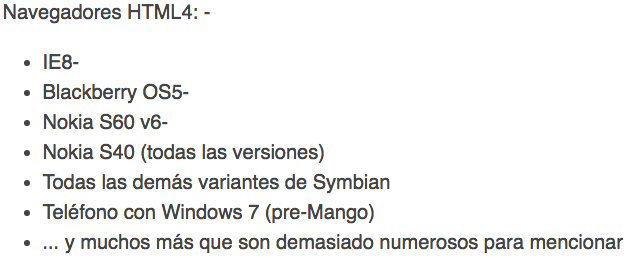 Navegadores HTML4: -
• IE8-
• Blackberry OS5-
• Nokia S60 v6-
• Nokia S40 (todas las versiones)
• Todas las demás variantes de Symbian
• Teléfono con Windows 7 (pre-Mango)
• ... y muchos más que son demasiado numerosos para mencionar